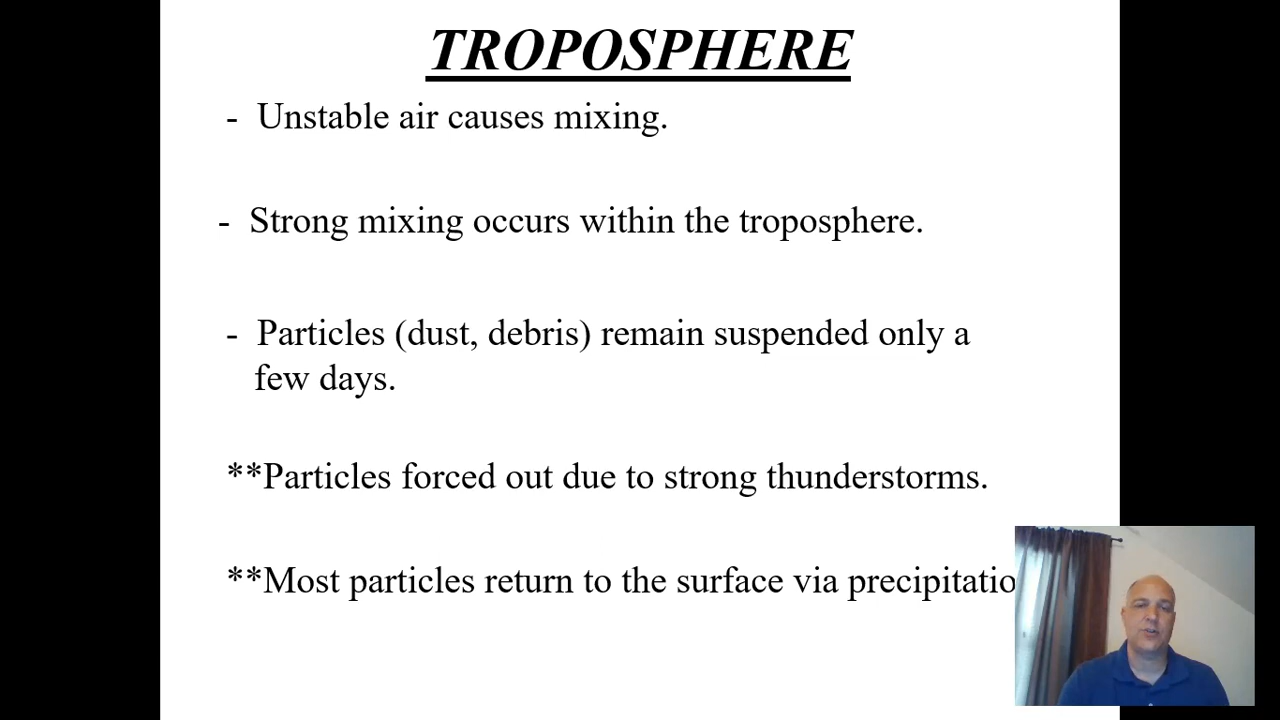 TROPOSPHERE
- Unstable air causes mixing.
- Strong mixing occurs within the troposphere.
- Particles (dust, debris) remain suspended only a
few days.
**Particles forced out due to strong thunderstorms.
**Most particles return to the surface via precipitatio